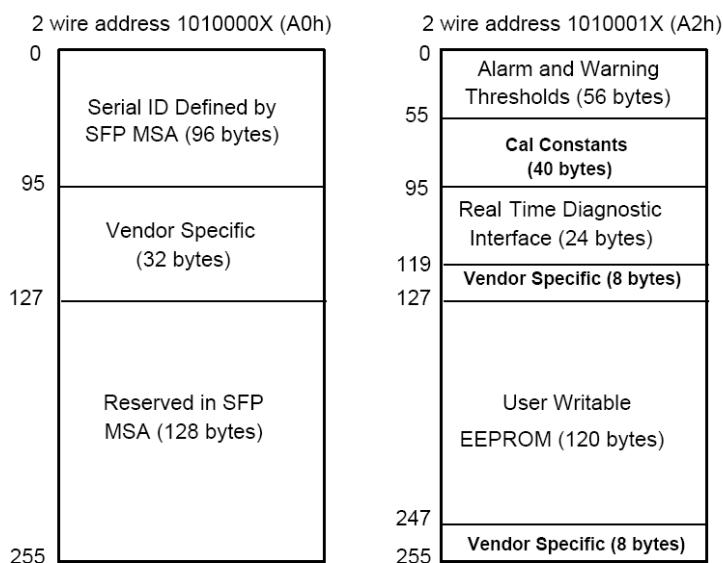 2 wire address 1010000X (A0h)
0
Serial ID Defined by
SFP MSA (96 bytes)
95
Vendor Specific
(32 bytes)
127
Reserved in SFP
MSA (128 bytes)
255
2 wire address 1010001X (A2h)
0
Alarm and Warning
Thresholds (56 bytes)
55
Cal Constants
(40 bytes)
95
Real Time Diagnostic
Interface (24 bytes)
119
Vendor Specific (8 bytes)
127
User Writable
EEPROM (120 bytes)
247
Vendor Specific (8 bytes)
255